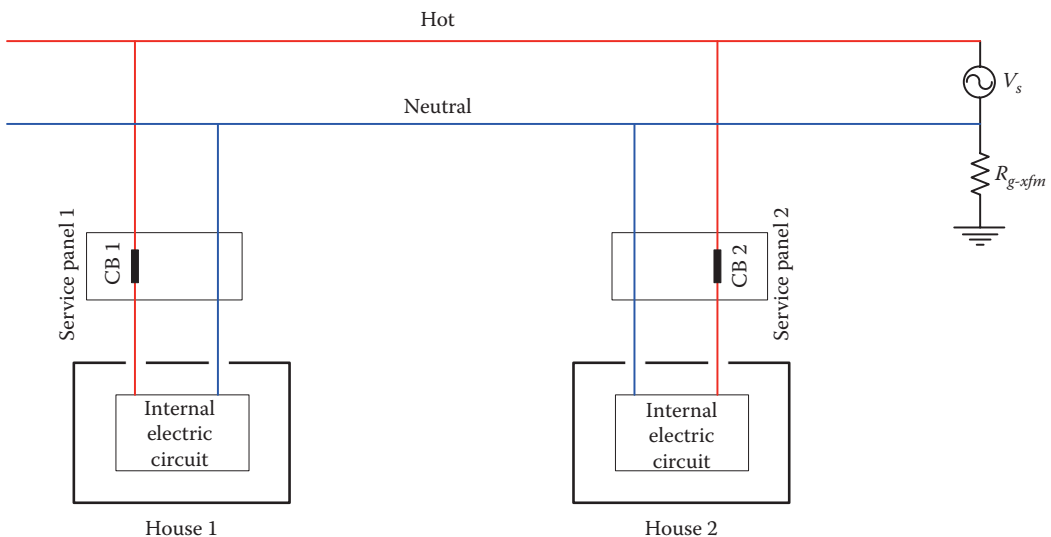 Hot
V_s
Neutral
R_{g-xfm}
Service panel 1
CB 1
CB 2
Service panel 2
Internal
electric
circuit
Internal
electric
circuit
House 1
House 2